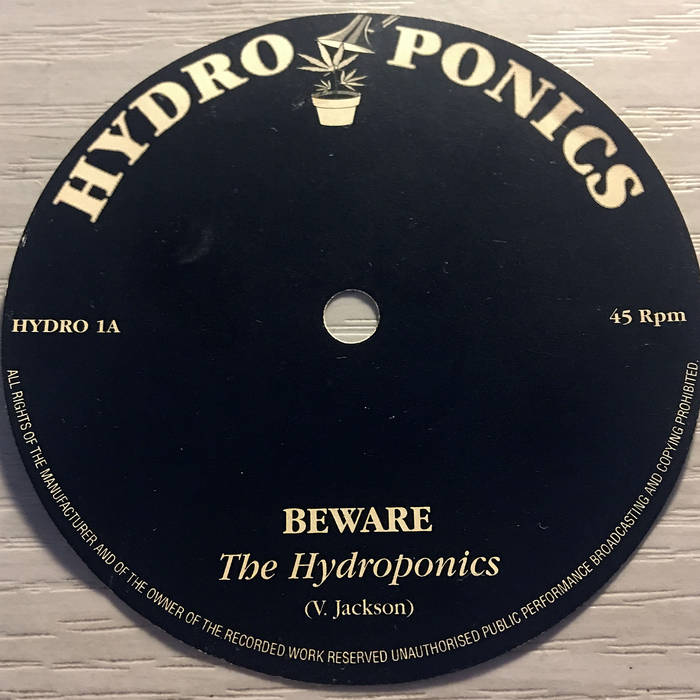 HYDRO PONICS
HYDRO 1A
45 Rpm
BEWARE
The Hydroponics
(V. Jackson)
ALL RIGHTS OF THE MANUFACTURER AND OF THE OWNER OF THE RECORDED WORK RESERVED UNAUTHORISED PUBLIC PERFORMANCE BROADCASTING AND COPYING PROHIBITED.